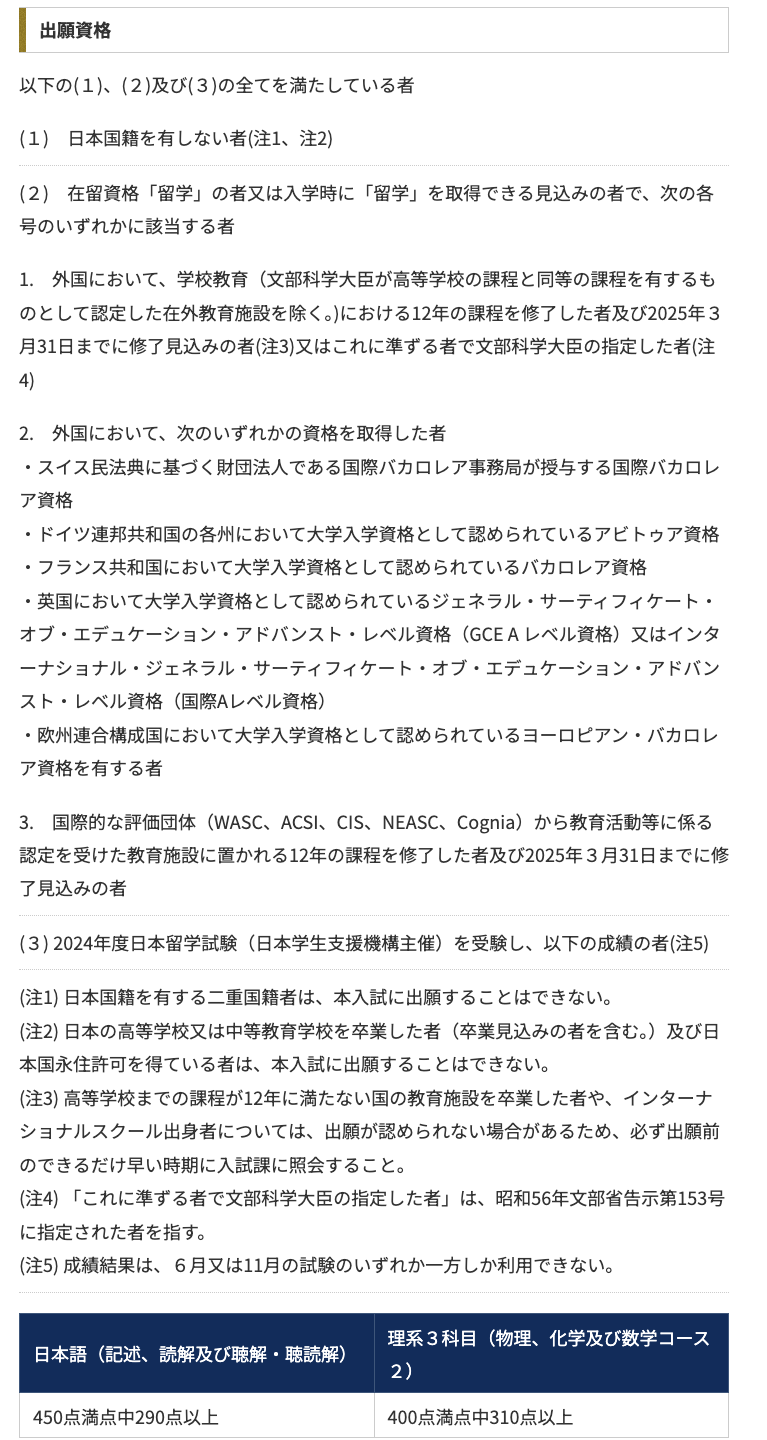 出願資格
以下の(１)、(２)及び(３)の全てを満たしている者
(１)　日本国籍を有しない者(注1、注2)
(２)　在留資格「留学」の者又は入学時に「留学」を取得できる見込みの者で、次の各
号のいずれかに該当する者
1.　外国において、学校教育（文部科学大臣が高等学校の課程と同等の課程を有するも
のとして認定した在外教育施設を除く。)における12年の課程を修了した者及び2025年３
月31日までに修了見込みの者(注3)又はこれに準ずる者で文部科学大臣の指定した者(注
4)
2.　外国において、次のいずれかの資格を取得した者
・スイス民法典に基づく財団法人である国際バカロレア事務局が授与する国際バカロレ
ア資格
・ドイツ連邦共和国の各州において大学入学資格として認められているアビトゥア資格
・フランス共和国において大学入学資格として認められているバカロレア資格
・英国において大学入学資格として認められているジェネラル・サーティフィケート・
オブ・エデュケーション・アドバンスト・レベル資格（GCE A レベル資格）又はインタ
ーナショナル・ジェネラル・サーティフィケート・オブ・エデュケーション・アドバン
スト・レベル資格（国際Aレベル資格）
・欧州連合構成国において大学入学資格として認められているヨーロピアン・バカロレ
ア資格を有する者
3.　国際的な評価団体（WASC、ACSI、CIS、NEASC、Cognia）から教育活動等に係る
認定を受けた教育施設に置かれる12年の課程を修了した者及び2025年３月31日までに修
了見込みの者
(３) 2024年度日本留学試験（日本学生支援機構主催）を受験し、以下の成績の者(注5)
(注1) 日本国籍を有する二重国籍者は、本入試に出願することはできない。
(注2) 日本の高等学校又は中等教育学校を卒業した者（卒業見込みの者を含む。）及び日
本国永住許可を得ている者は、本入試に出願することはできない。
(注3) 高等学校までの課程が12年に満たない国の教育施設を卒業した者や、インターナ
ショナルスクール出身者については、出願が認められない場合があるため、必ず出願前
のできるだけ早い時期に入試課に照会すること。
(注4) 「これに準ずる者で文部科学大臣の指定した者」は、昭和56年文部省告示第153号
に指定された者を指す。
(注5) 成績結果は、６月又は11月の試験のいずれか一方しか利用できない。
日本語（記述、読解及び聴解・聴読解）
理系３科目（物理、化学及び数学コース
２）
450点満点中290点以上
400点満点中310点以上